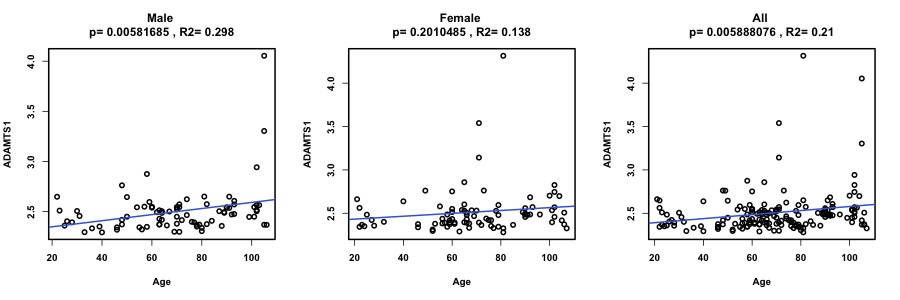 Male
p= 0.00581685 , R2= 0.298
ADAMTS1
4.0
3.5
3.0
2.5
20 40 60 80 100
Age
Female
p= 0.2010485 , R2= 0.138
ADAMTS1
4.0
3.5
3.0
2.5
20 40 60 80 100
Age
All
p= 0.005888076 , R2= 0.21
ADAMTS1
4.0
3.5
3.0
2.5
20 40 60 80 100
Age